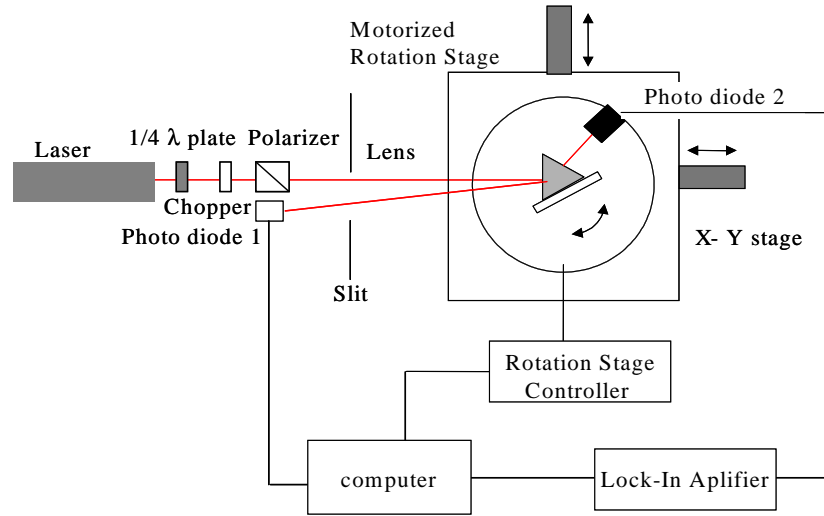 Motorized
Rotation Stage
Photo diode 2
1/4 λ plate
Polarizer
Laser
Lens
Chopper
Photo diode 1
X- Y stage
Slit
Rotation Stage
Controller
computer
Lock-In Aplifier